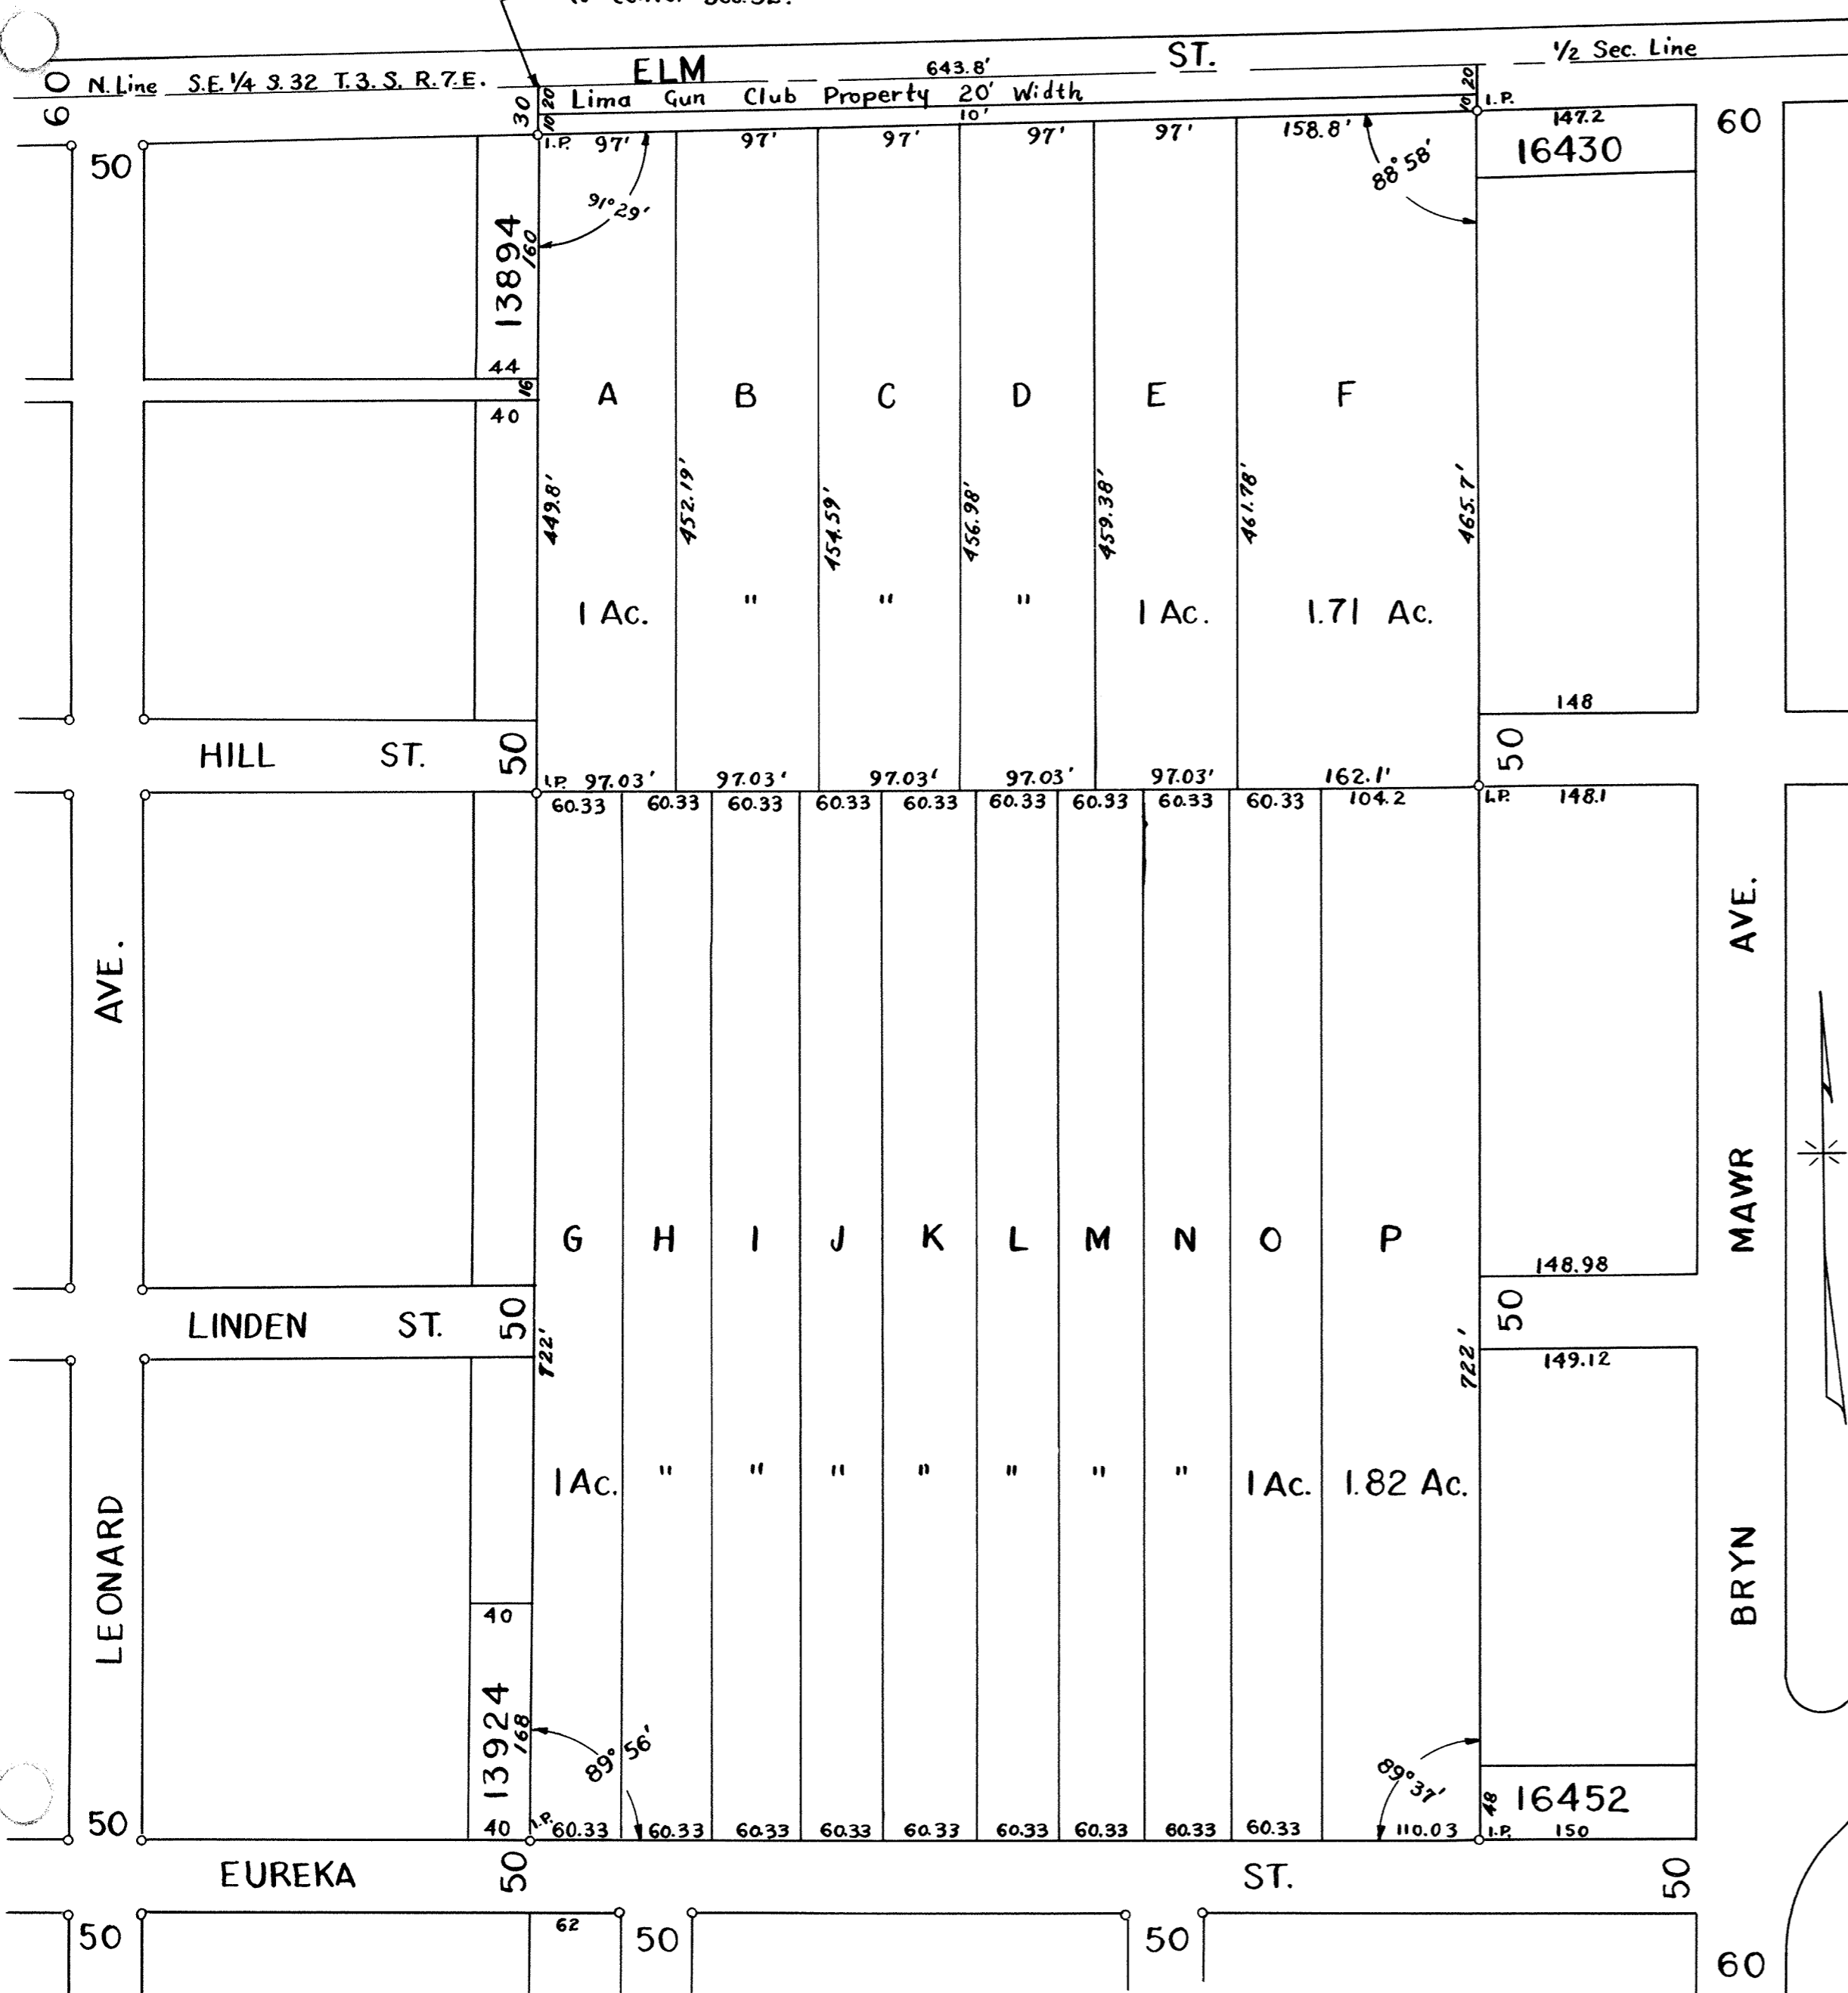 ELM ST.
643.8'
1/2 Sec. Line
60
N. Line S.E. 1/4 S. 32 T. 3. S. R. 7. E.
30
20
10
Lima Gun Club Property 20' Width
10'
20
10
I.P.
147.2
60
16430
50
I.P. 97' 97' 97' 97' 97' 158.8'
91°29'
88°58'
13894
160
44
16
40
A B C D E F
449.8' 452.19' 454.59' 456.98' 459.38' 461.78' 465.7'
1 Ac. " " " 1 Ac. 1.71 Ac.
148
HILL ST. 50
50
I.P. 97.03' 97.03' 97.03' 97.03' 97.03' 162.1'
60.33 60.33 60.33 60.33 60.33 60.33 60.33 60.33 60.33 104.2
I.P. 148.1
LEONARD AVE.
BRYN MAWR AVE.
G H I J K L M N O P
148.98
LINDEN ST. 50
50
722' 722'
149.12
1 Ac. " " " " " " " 1 Ac. 1.82 Ac.
40
13924
168
89° 56'
89°37'
48
16452
50
40
I.P. 60.33 60.33 60.33 60.33 60.33 60.33 60.33 60.33 60.33 110.03
I.P. 150
EUREKA ST.
50
50
62
50
50
50
60